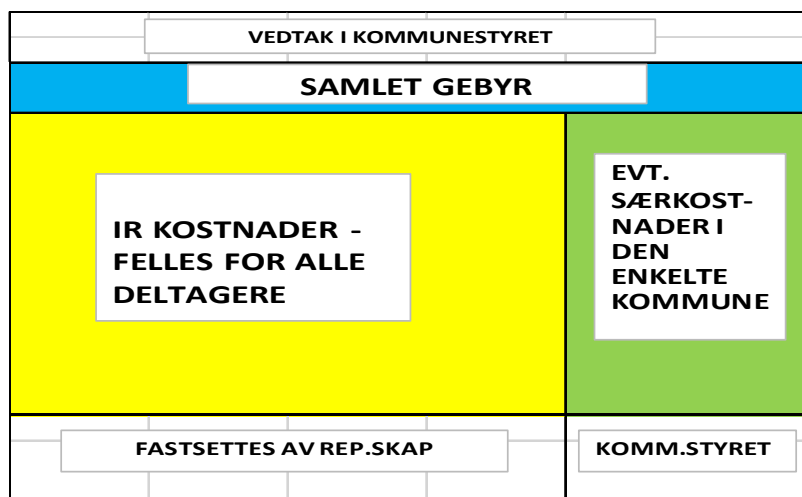 VEDTAK I KOMMUNESTYRET
SAMLET GEBYR
IR KOSTNADER -
FELLES FOR ALLE
DELTAGERE
EVT.
SÆRKOST-
NADER I
DEN
ENKELTE
KOMMUNE
FASTSETTES AV REP.SKAP
KOMM.STYRET